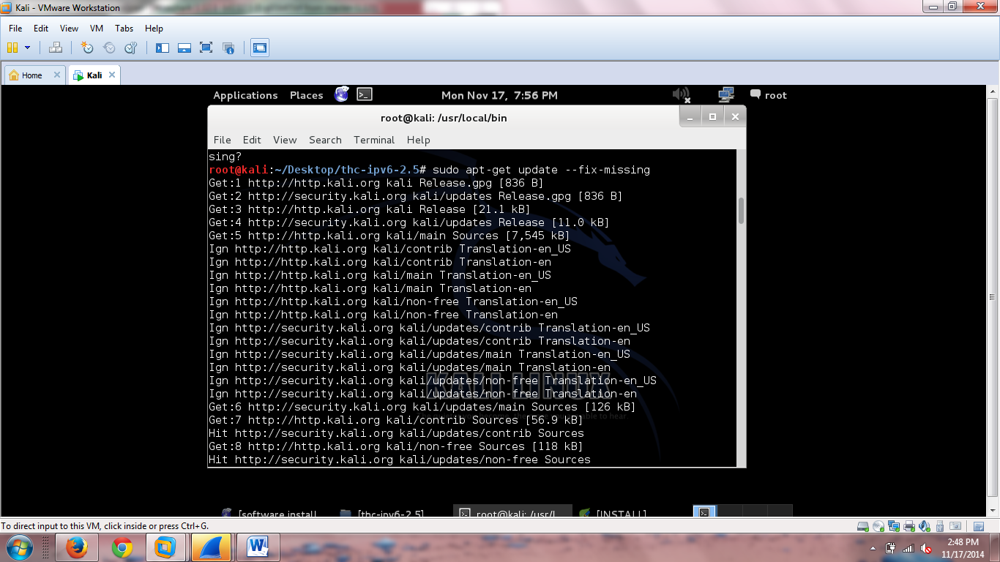 Kali - VMware Workstation
File Edit View VM Tabs Help
Home Kali
Applications Places Mon Nov 17, 7:56 PM root
root@kali: /usr/local/bin
File Edit View Search Terminal Help
sing?
root@kali:~/Desktop/thc-ipv6-2.5# sudo apt-get update --fix-missing
Get:1 http://http.kali.org kali Release.gpg [836 B]
Get:2 http://security.kali.org kali/updates Release.gpg [836 B]
Get:3 http://http.kali.org kali Release [21.1 kB]
Get:4 http://security.kali.org kali/updates Release [11.0 kB]
Get:5 http://http.kali.org kali/main Sources [7,545 kB]
Ign http://http.kali.org kali/contrib Translation-en_US
Ign http://http.kali.org kali/contrib Translation-en
Ign http://http.kali.org kali/main Translation-en_US
Ign http://http.kali.org kali/main Translation-en
Ign http://http.kali.org kali/non-free Translation-en_US
Ign http://http.kali.org kali/non-free Translation-en
Ign http://security.kali.org kali/updates/contrib Translation-en_US
Ign http://security.kali.org kali/updates/contrib Translation-en
Ign http://security.kali.org kali/updates/main Translation-en_US
Ign http://security.kali.org kali/updates/main Translation-en
Ign http://security.kali.org kali/updates/non-free Translation-en_US
Ign http://security.kali.org kali/updates/non-free Translation-en
Get:6 http://security.kali.org kali/updates/main Sources [126 kB]
Get:7 http://http.kali.org kali/contrib Sources [56.9 kB]
Hit http://security.kali.org kali/updates/contrib Sources
Get:8 http://http.kali.org kali/non-free Sources [118 kB]
Hit http://security.kali.org kali/updates/non-free Sources
KALI LINUX
able to hear
[software install [thc-ipv6-2.5] root@kali: /usr/l [INSTALL]
To direct input to this VM, click inside or press Ctrl+G.
2:48 PM
11/17/2014